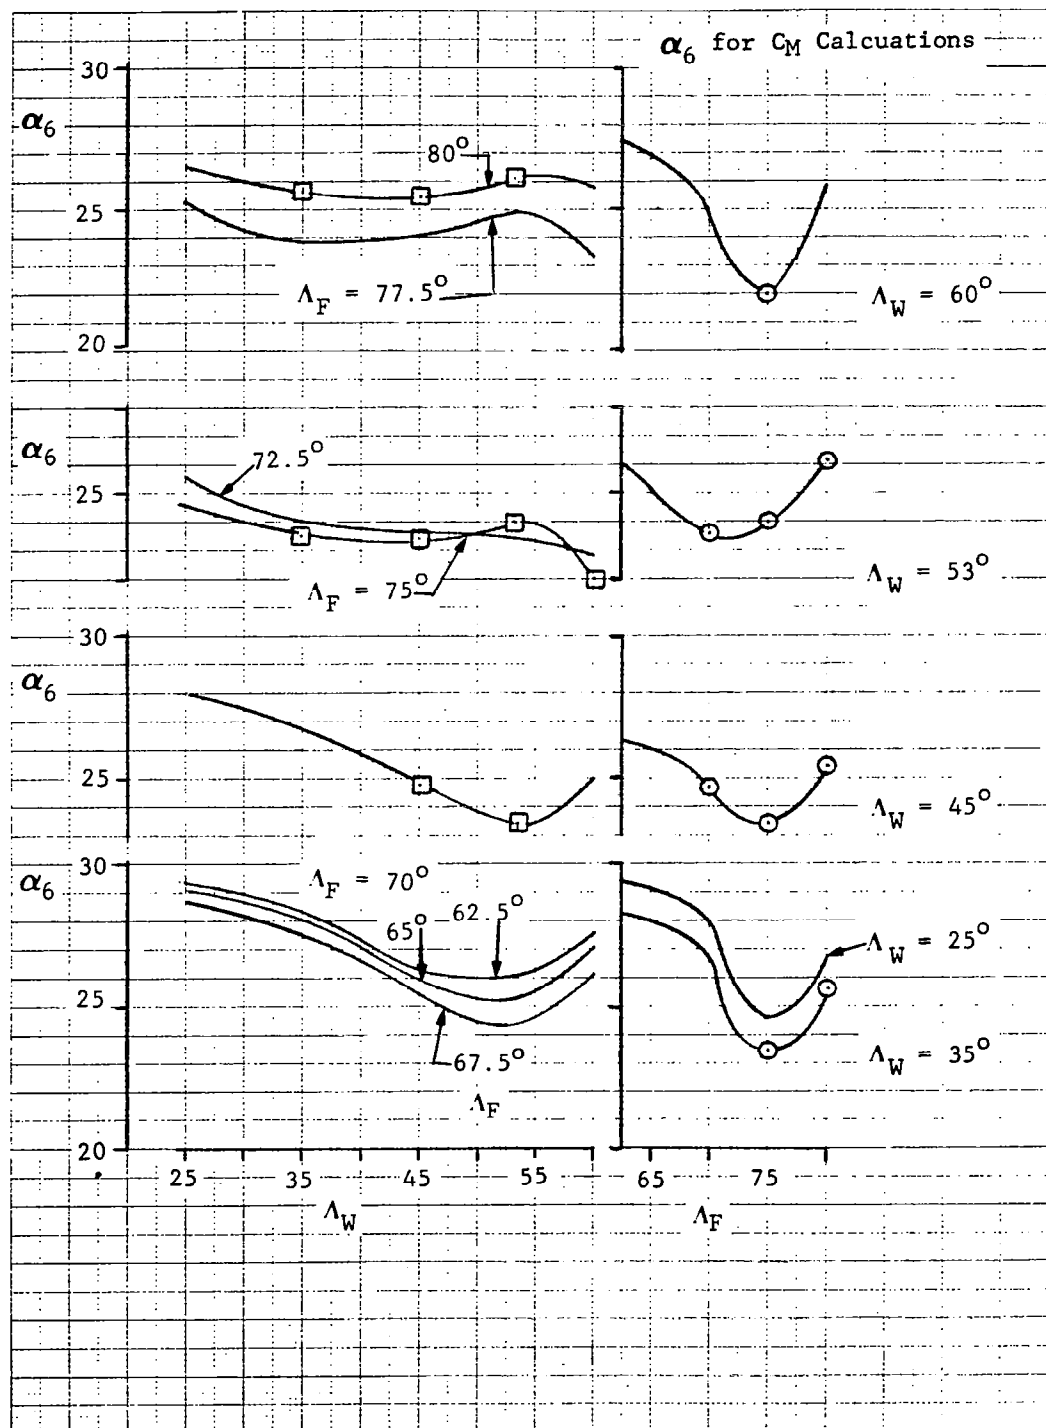 α6 for CM Calcuations
30
α6
80°
25
ΛF = 77.5°
ΛW = 60°
20
α6
72.5°
25
ΛF = 75°
ΛW = 53°
30
α6
25
ΛW = 45°
30
α6
ΛF = 70°
62.5°
65°
ΛW = 25°
25
67.5°
ΛW = 35°
ΛF
20
25 35 45 55 65 75
ΛW ΛF